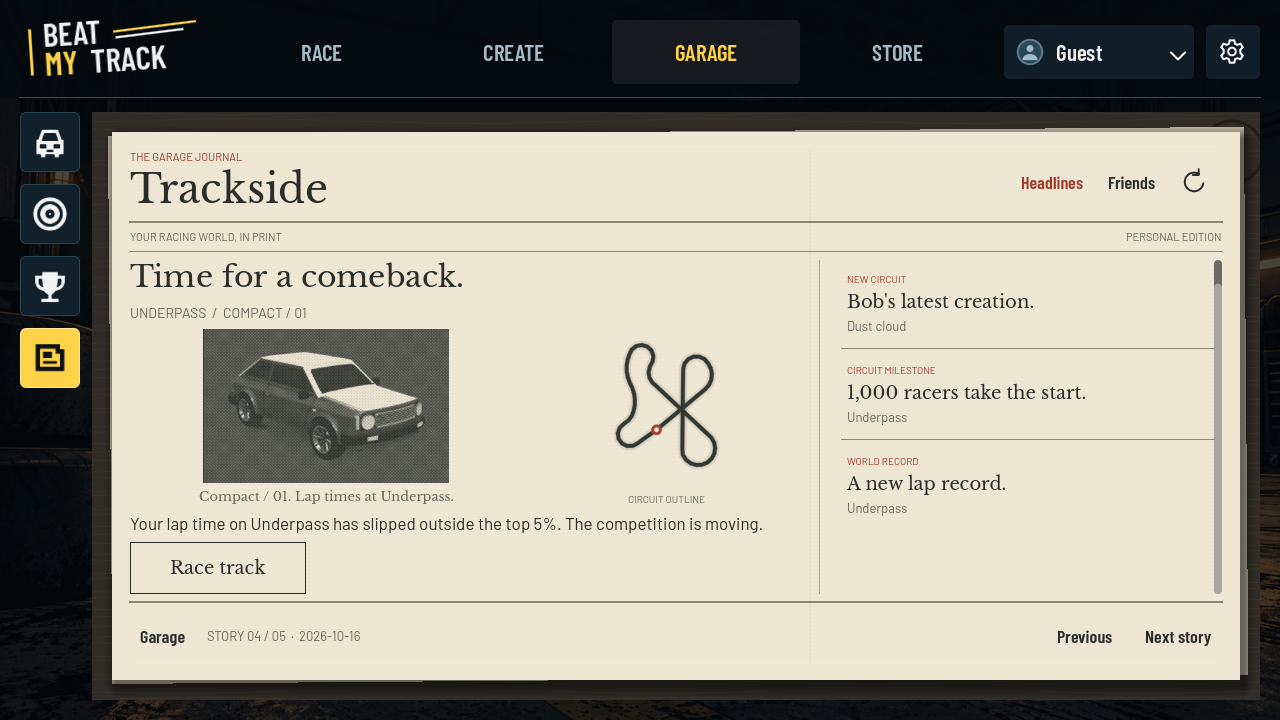 BEAT
MY TRACK
RACE
CREATE
GARAGE
STORE
Guest
THE GARAGE JOURNAL
Trackside
Headlines
Friends
YOUR RACING WORLD, IN PRINT
PERSONAL EDITION
Time for a comeback.
UNDERPASS / COMPACT / 01
Compact / 01. Lap times at Underpass.
CIRCUIT OUTLINE
Your lap time on Underpass has slipped outside the top 5%. The competition is moving.
Race track
NEW CIRCUIT
Bob's latest creation.
Dust cloud
CIRCUIT MILESTONE
1,000 racers take the start.
Underpass
WORLD RECORD
A new lap record.
Underpass
Garage
STORY 04 / 05 · 2026-10-16
Previous
Next story